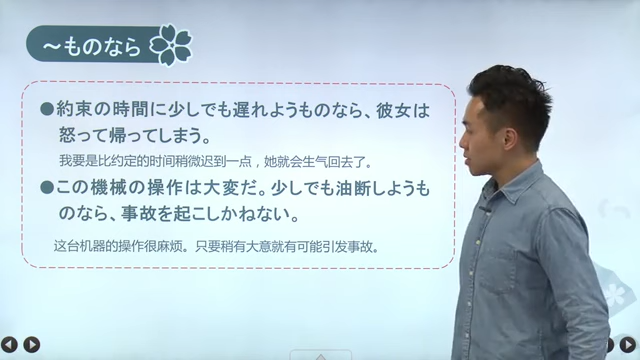 ～ものなら
●約束の時間に少しでも遅れようものなら、彼女は
怒って帰ってしまう。
我要是比约定的时间稍微迟到一点，她就会生气回去了。
●この機械の操作は大変だ。少しでも油断しようも
のなら、事故を起こしかねない。
这台机器的操作很麻烦。只要稍有大意就有可能引发事故。